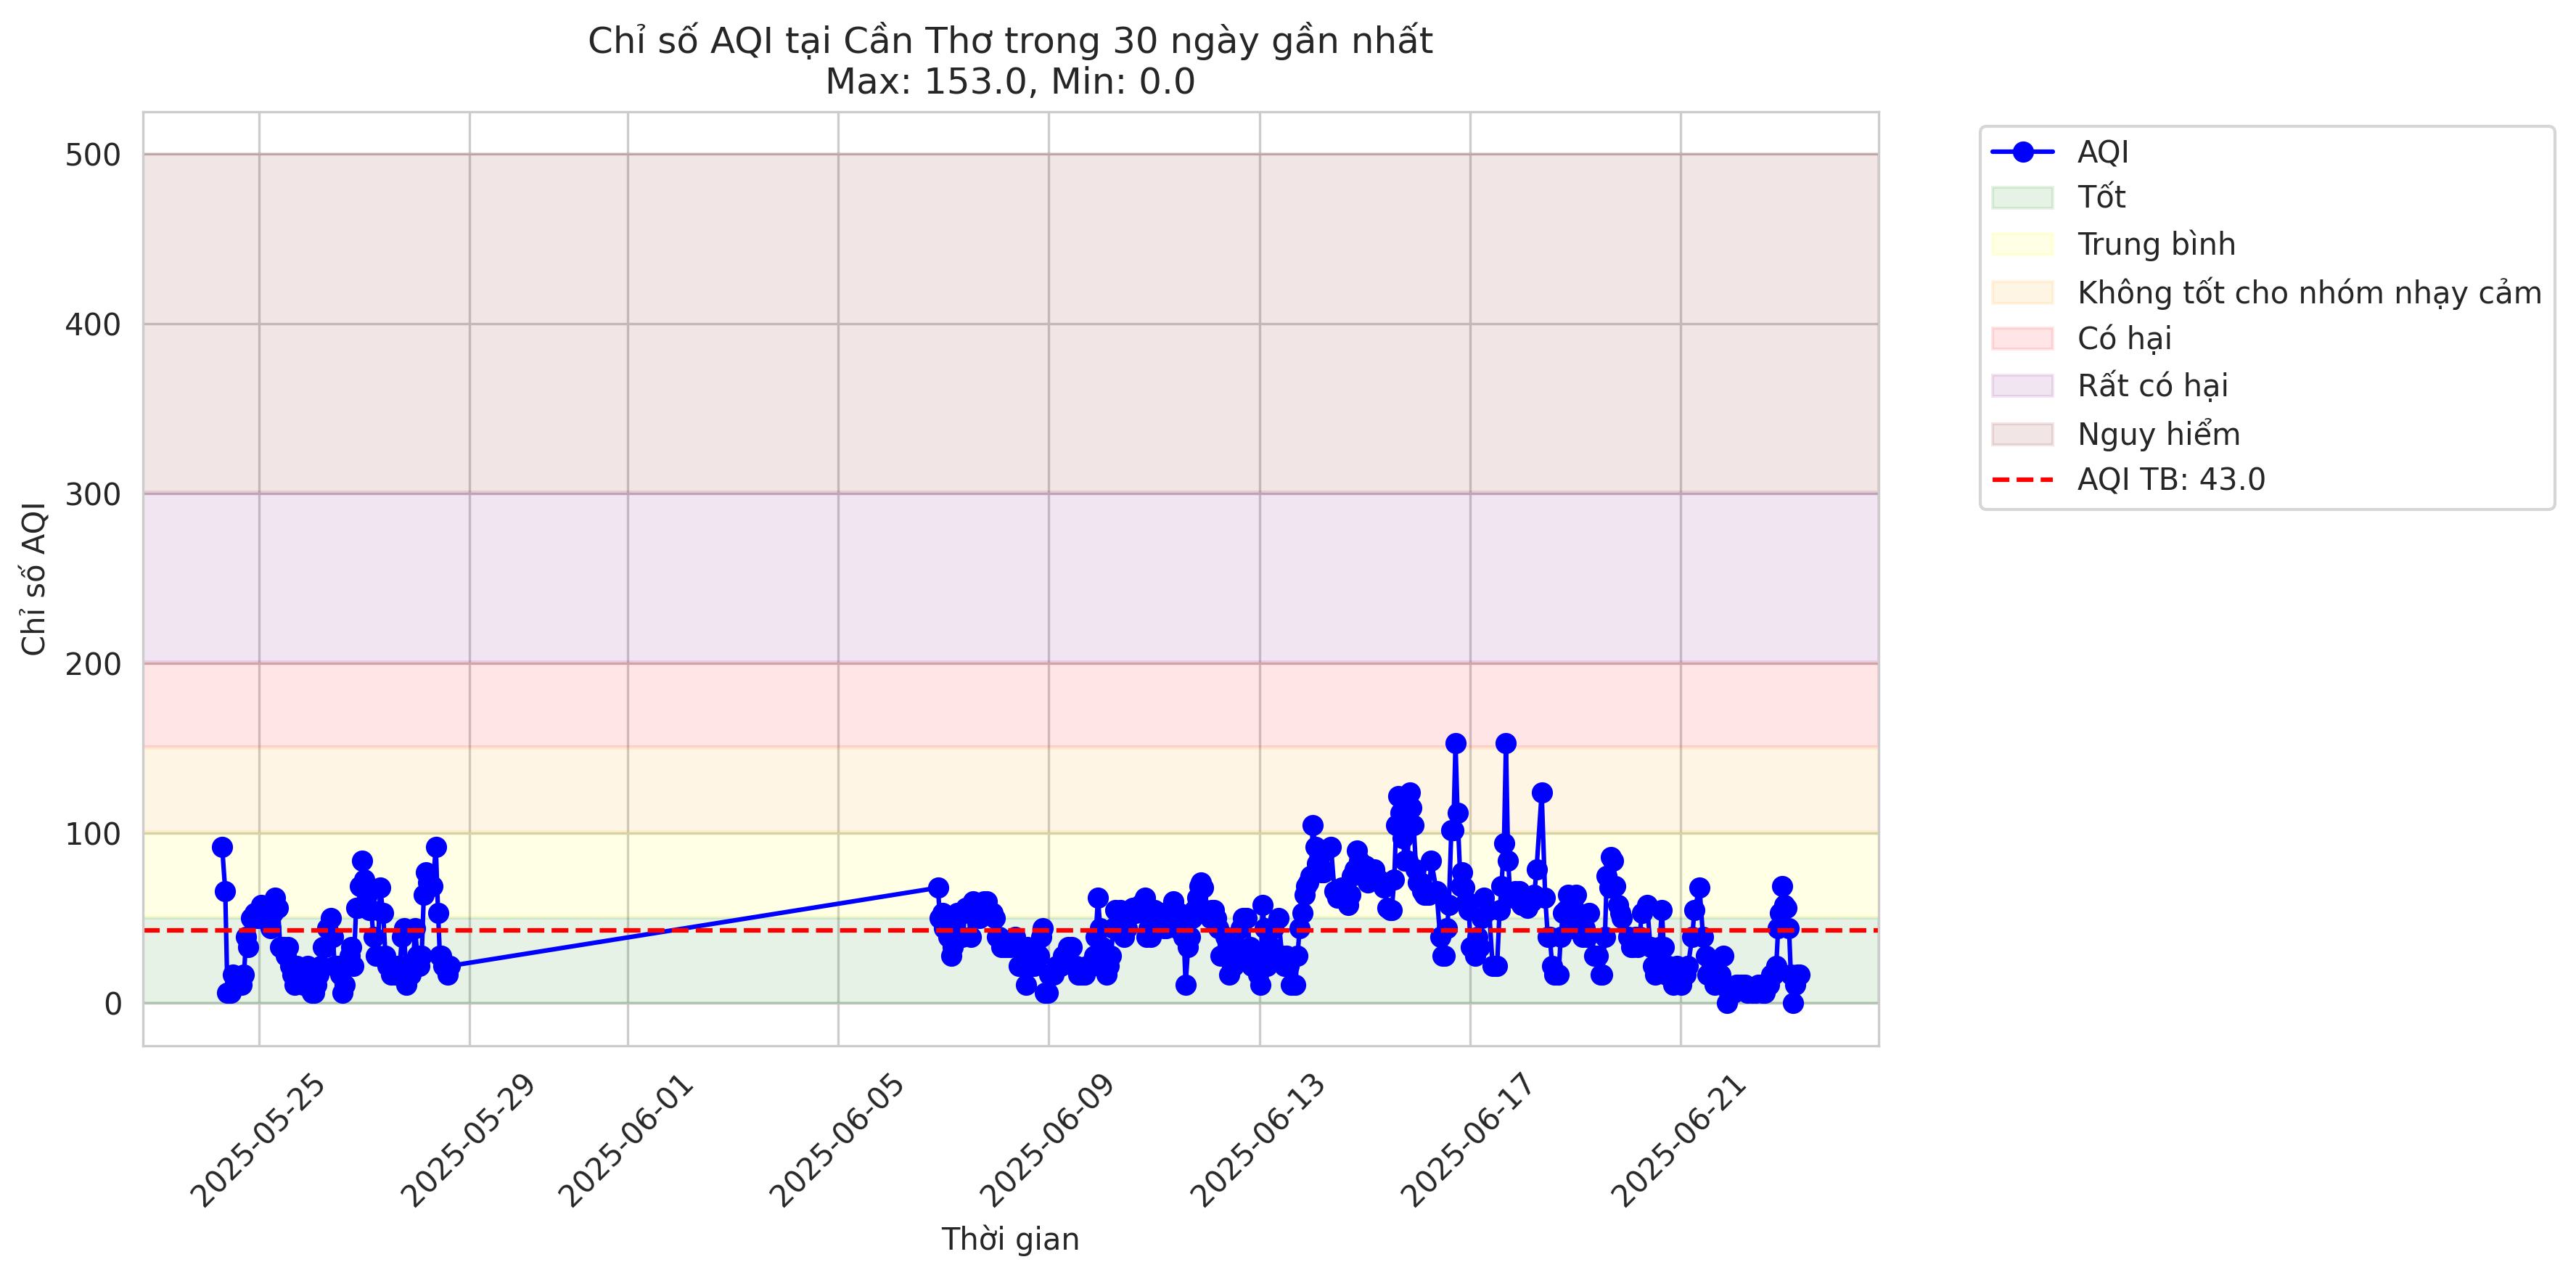 Chỉ số AQI tại Cần Thơ trong 30 ngày gần nhất
Max: 153.0, Min: 0.0
Chỉ số AQI
500
400
300
200
100
0
2025-05-25
2025-05-29
2025-06-01
2025-06-05
2025-06-09
2025-06-13
2025-06-17
2025-06-21
Thời gian
AQI
Tốt
Trung bình
Không tốt cho nhóm nhạy cảm
Có hại
Rất có hại
Nguy hiểm
AQI TB: 43.0